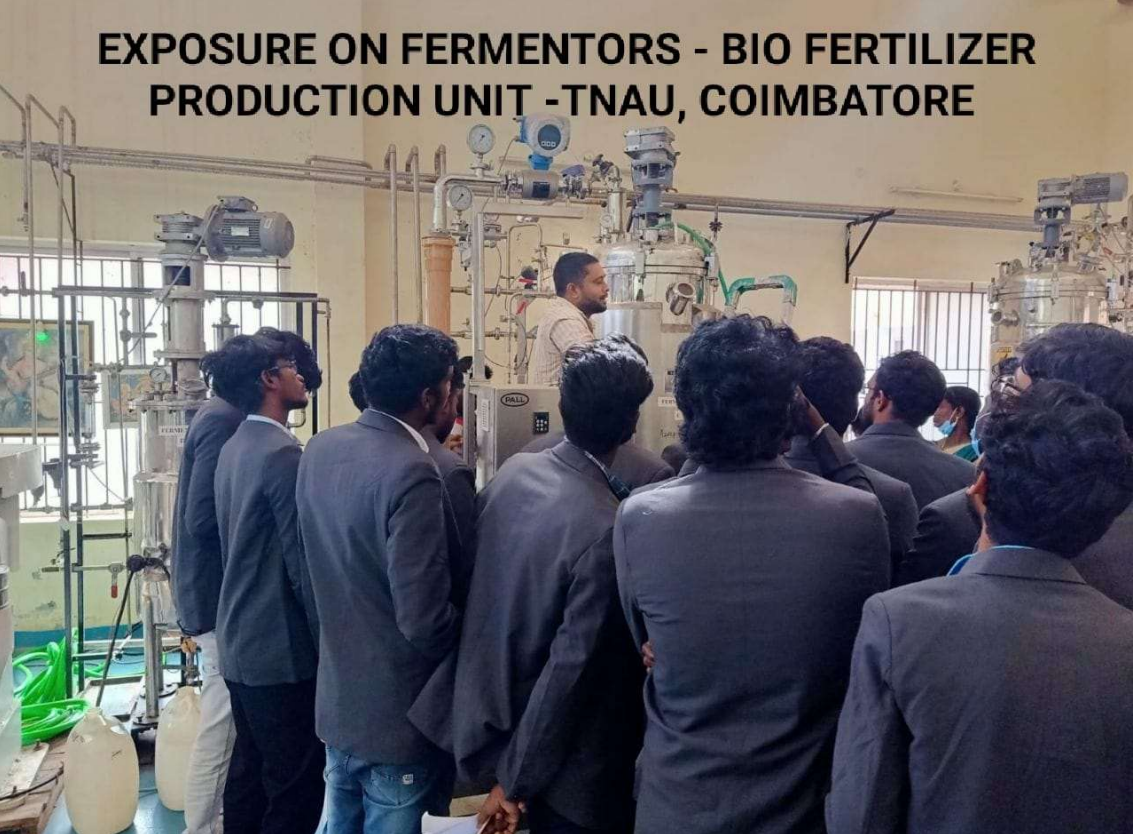 EXPOSURE ON FERMENTORS - BIO FERTILIZER
PRODUCTION UNIT -TNAU, COIMBATORE
PALL